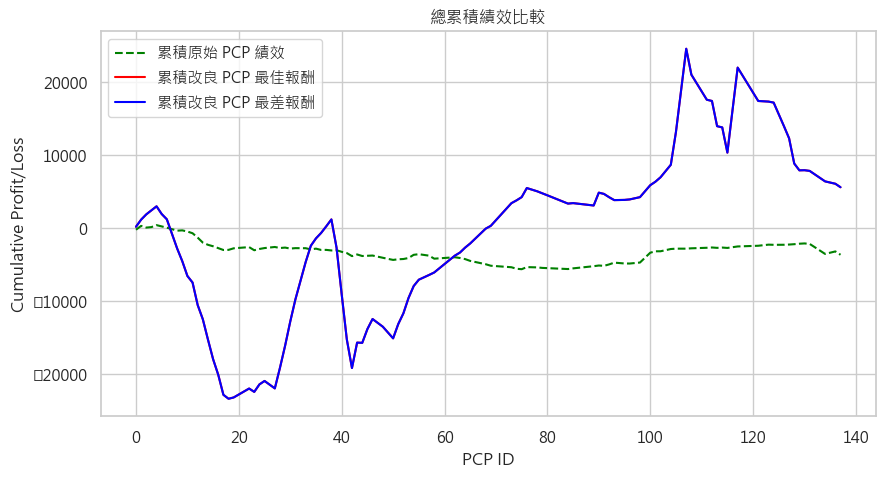 總累積績效比較
累積原始 PCP 績效
累積改良 PCP 最佳報酬
累積改良 PCP 最差報酬
Cumulative Profit/Loss
20000
10000
0
□10000
□20000
0 20 40 60 80 100 120 140
PCP ID